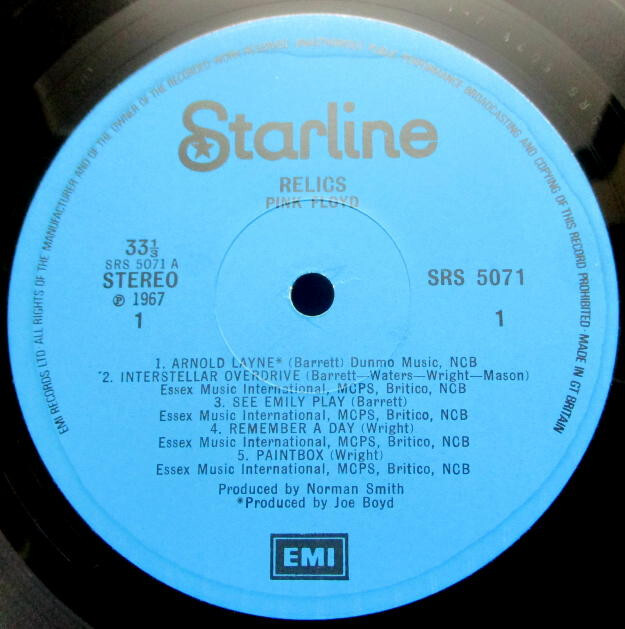 EMI RECORDS LTD · ALL RIGHTS OF THE MANUFACTURER AND OF THE OWNER OF THE RECORDED WORK RESERVED · UNAUTHORISED PUBLIC PERFORMANCE BROADCASTING AND COPYING OF THIS RECORD PROHIBITED · MADE IN GT BRITAIN
Starline
RELICS
PINK FLOYD
33⅓
SRS 5071 A
STEREO
℗ 1967
1
SRS 5071
1
1. ARNOLD LAYNE* (Barrett) Dunmo Music, NCB
2. INTERSTELLAR OVERDRIVE (Barrett—Waters—Wright—Mason)
Essex Music International, MCPS, Britico, NCB
3. SEE EMILY PLAY (Barrett)
Essex Music International, MCPS, Britico, NCB
4. REMEMBER A DAY (Wright)
Essex Music International, MCPS, Britico, NCB
5. PAINTBOX (Wright)
Essex Music International, MCPS, Britico, NCB
Produced by Norman Smith
*Produced by Joe Boyd
EMI